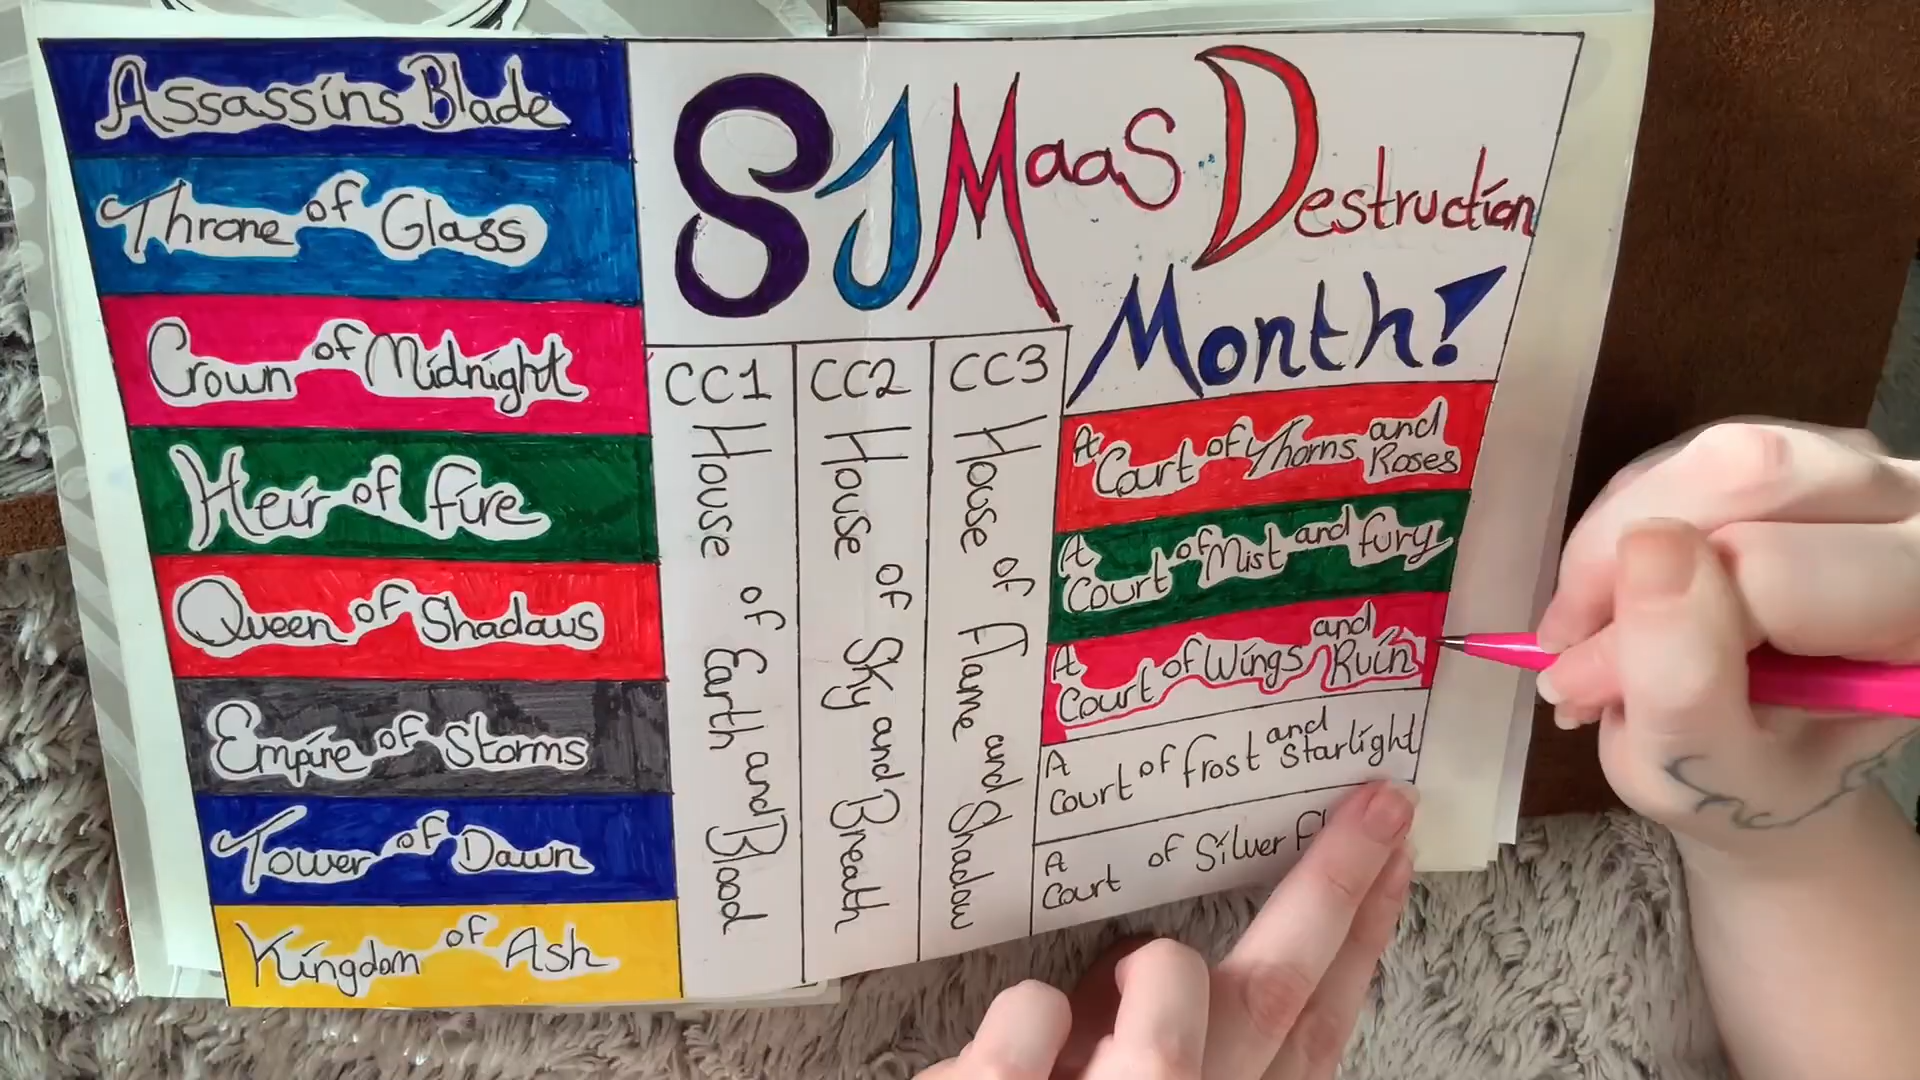 Assassins Blade
Throne of Glass
Crown of Midnight
Heir of fire
Queen of Shadows
Empire of Storms
Tower of Dawn
Kingdom of Ash
SJMaas Destruction
Month!
CC1 House of Earth and Blood
CC2 House of Sky and Breath
CC3 House of Flame and Shadow
A Court of Thorns and Roses
A Court of Mist and fury
A Court of Wings and Ruin
A Court of frost and Starlight
A Court of Silver